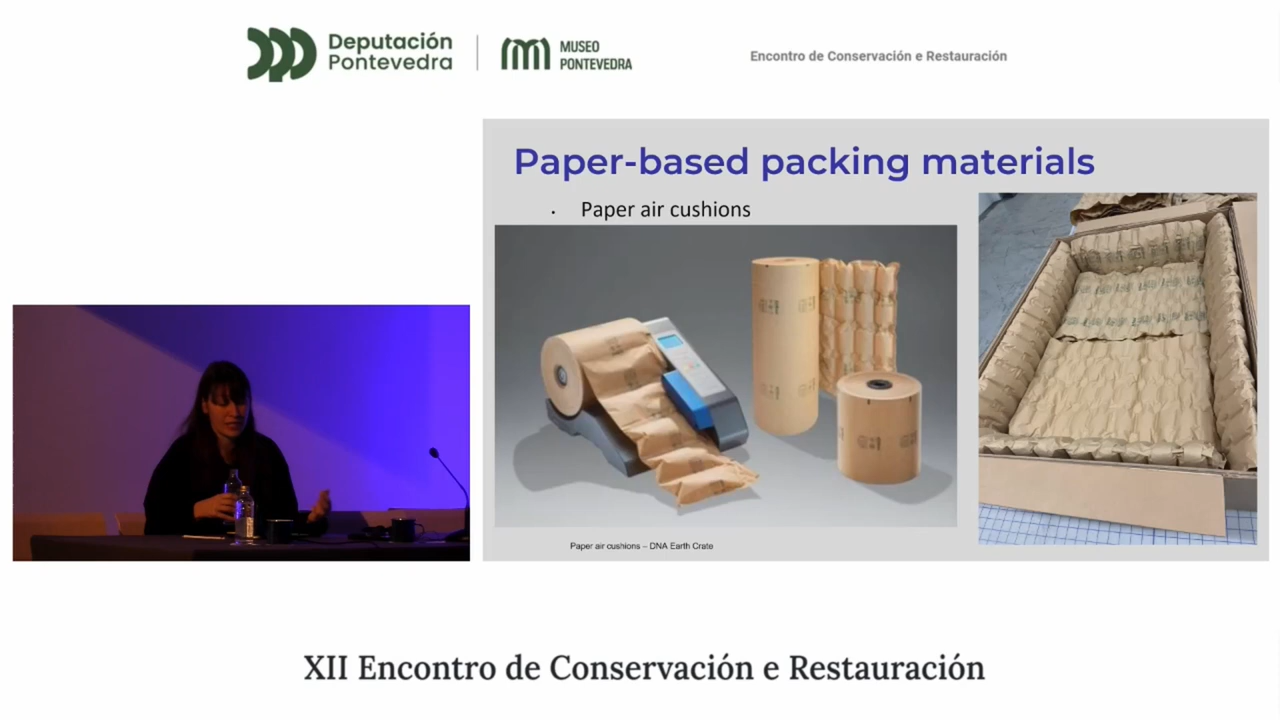 Deputación
Pontevedra
MUSEO
PONTEVEDRA
Encontro de Conservación e Restauración
Paper-based packing materials
· Paper air cushions
Paper air cushions – DNA Earth Crate
XII Encontro de Conservación e Restauración